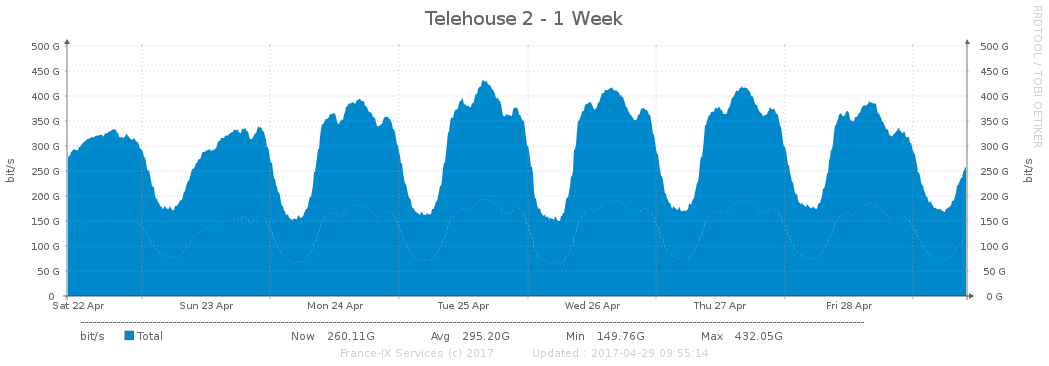 Telehouse 2 - 1 Week
RRDTOOL / TOBI OETIKER
500 G 500 G
450 G 450 G
400 G 400 G
350 G 350 G
300 G 300 G
250 G 250 G
200 G 200 G
150 G 150 G
100 G 100 G
50 G 50 G
0 0 G
bit/s bit/s
Sat 22 Apr Sun 23 Apr Mon 24 Apr Tue 25 Apr Wed 26 Apr Thu 27 Apr Fri 28 Apr
bit/s Total Now 260.11G Avg 295.20G Min 149.76G Max 432.05G
France-IX Services (c) 2017 Updated : 2017-04-29 09:55:14